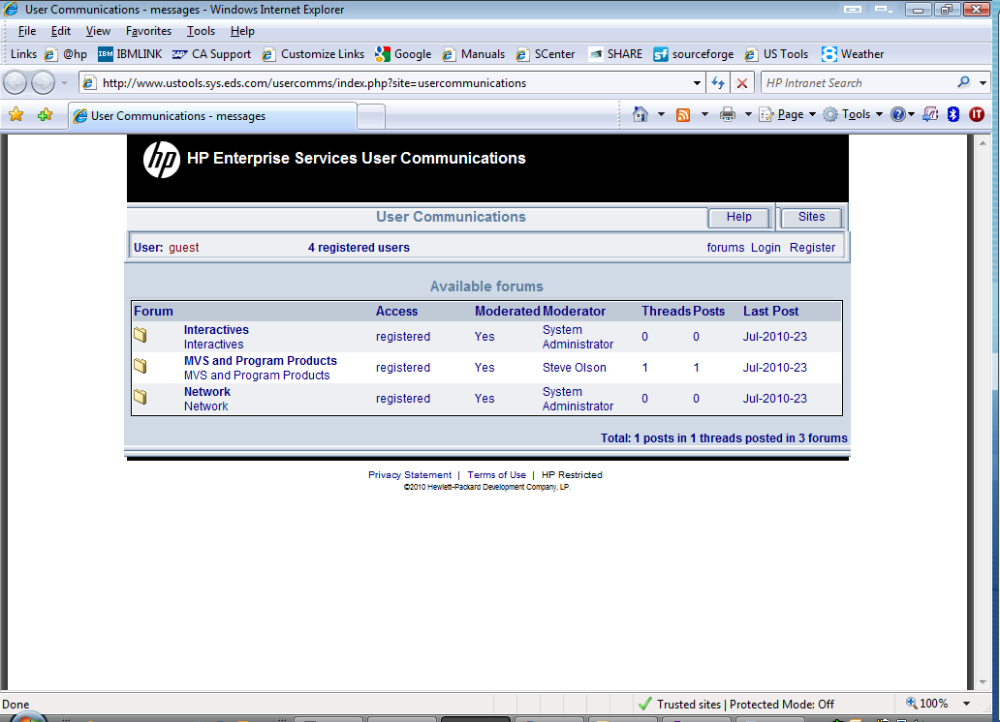 User Communications - messages - Windows Internet Explorer
File Edit View Favorites Tools Help
Links @hp IBM IBMLINK CA Support Customize Links Google Manuals SCenter SHARE sf sourceforge US Tools 8 Weather
http://www.ustools.sys.eds.com/usercomms/index.php?site=usercommunications HP Intranet Search
User Communications - messages Page Tools IT
hp HP Enterprise Services User Communications
User Communications Help Sites
User: guest 4 registered users forums Login Register
Available forums
Forum Access Moderated Moderator Threads Posts Last Post
Interactives registered Yes System Administrator 0 0 Jul-2010-23
Interactives
MVS and Program Products registered Yes Steve Olson 1 1 Jul-2010-23
MVS and Program Products
Network registered Yes System Administrator 0 0 Jul-2010-23
Network
Total: 1 posts in 1 threads posted in 3 forums
Privacy Statement | Terms of Use | HP Restricted
©2010 Hewlett-Packard Development Company, LP.
Done Trusted sites | Protected Mode: Off 100%